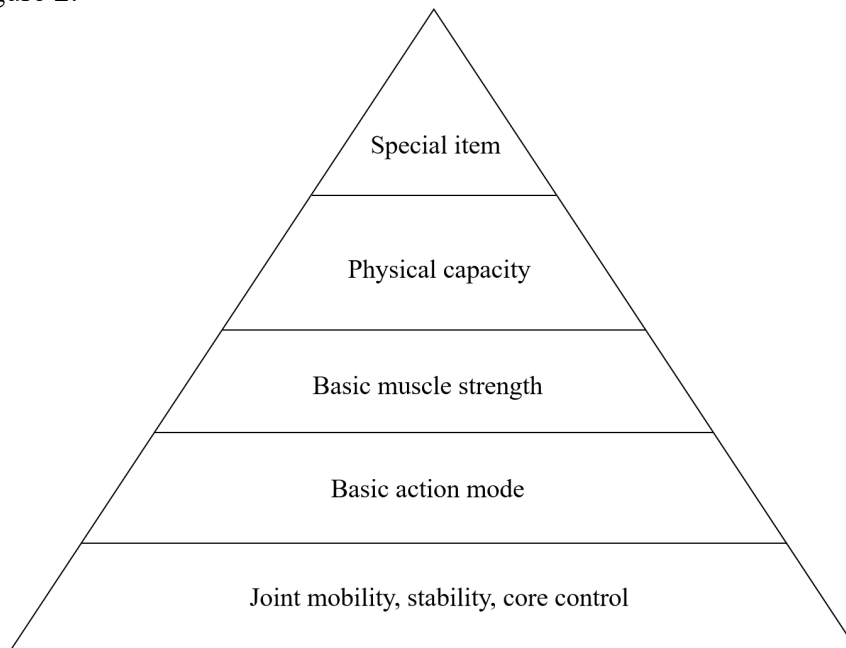 Special item
Physical capacity
Basic muscle strength
Basic action mode
Joint mobility, stability, core control